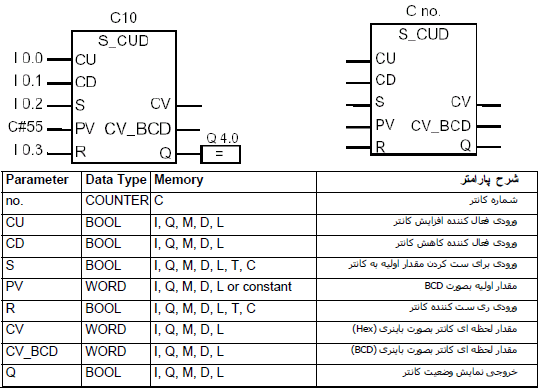 C10
S_CUD
I 0.0 CU
I 0.1 CD
I 0.2 S CV
C#55 PV CV_BCD Q 4.0
I 0.3 R Q =
C no.
S_CUD
CU
CD
S CV
PV CV_BCD
R Q
Parameter Data Type Memory شرح پارامتر
no. COUNTER C شماره کانتر
CU BOOL I, Q, M, D, L ورودی فعال کننده افزایش کانتر
CD BOOL I, Q, M, D, L ورودی فعال کننده کاهش کانتر
S BOOL I, Q, M, D, L, T, C ورودی برای ست کردن مقدار اولیه به کانتر
PV WORD I, Q, M, D, L or constant مقدار اولیه بصورت BCD
R BOOL I, Q, M, D, L, T, C ورودی ری ست کننده کانتر
CV WORD I, Q, M, D, L مقدار لحظه ای کانتر بصورت باینری (Hex)
CV_BCD WORD I, Q, M, D, L مقدار لحظه ای کانتر بصورت باینری (BCD)
Q BOOL I, Q, M, D, L خروجی نمایش وضعیت کانتر